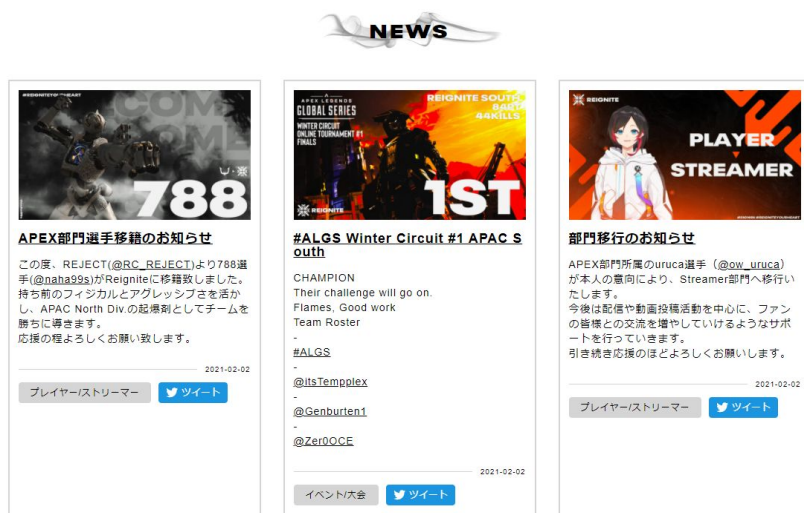 NEWS
#REIGNITETOYOHEART
COM
ME
788
APEX部門選手移籍のお知らせ
この度、REJECT(@RC_REJECT)より788選
手(@naha99s)がReigniteに移籍致しました。
持ち前のフィジカルとアグレッシブさを活か
し、APAC North Div.の起爆剤としてチームを
勝ちに導きます。
応援の程よろしくお願い致します。
2021-02-02
プレイヤー/ストリーマー
ツイート
APEX LEGENDS
GLOBAL SERIES
WINTER CIRCUIT
ONLINE TOURNAMENT #1
FINALS
REIGNITE SOUTH
44KILLS
REIGNITE
1ST
#ALGS Winter Circuit #1 APAC S
outh
CHAMPION
Their challenge will go on.
Flames, Good work
Team Roster
-
#ALGS
-
@itsTempplex
-
@Genburten1
-
@Zer0OCE
2021-02-02
イベント/大会
ツイート
REIGNITE
PLAYER
STREAMER
部門移行のお知らせ
APEX部門所属のuruca選手（@ow_uruca）
が本人の意向により、Streamer部門へ移行い
たします。
今後は配信や動画投稿活動を中心に、ファン
の皆様との交流を増やしていけるようなサポ
ートを行っていきます。
引き続き応援のほどよろしくお願いします。
2021-02-02
プレイヤー/ストリーマー
ツイート